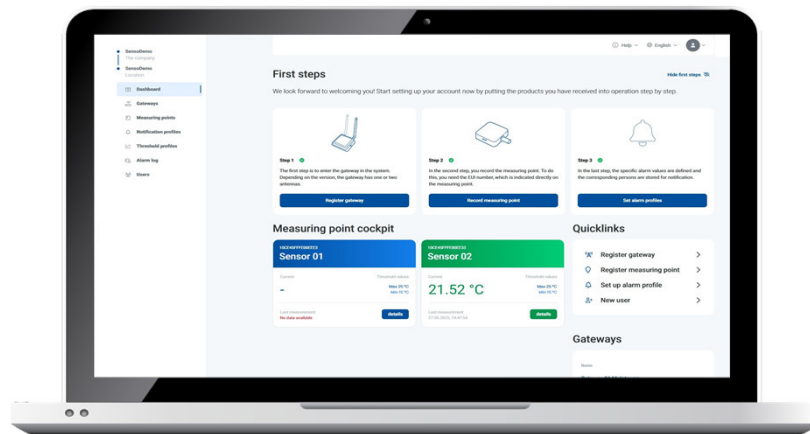 SensoDenso
The Company
SensoDenso
Location
Dashboard
Gateways
Measuring points
Notification profiles
Threshold profiles
Alarm log
Users
Help
English
First steps
Hide first steps
We look forward to welcoming you! Start setting up your account now by putting the products you have received into operation step by step.
Step 1
The first step is to enter the gateway in the system.
Depending on the version, the gateway has one or two
antennas.
Register gateway
Step 2
In the second step, you record the measuring point. To do
this, you need the EUI number, which is indicated directly on
the measuring point.
Record measuring point
Step 3
In the last step, the specific alarm values are defined and
the corresponding persons are stored for notification.
Set alarm profiles
Measuring point cockpit
Sensor 01
Current
Threshold values
-
Last measurement
No data available
details
Sensor 02
Current
Threshold values
21.52 °C
Last measurement
details
Quicklinks
Register gateway
Register measuring point
Set up alarm profile
New user
Gateways
Name